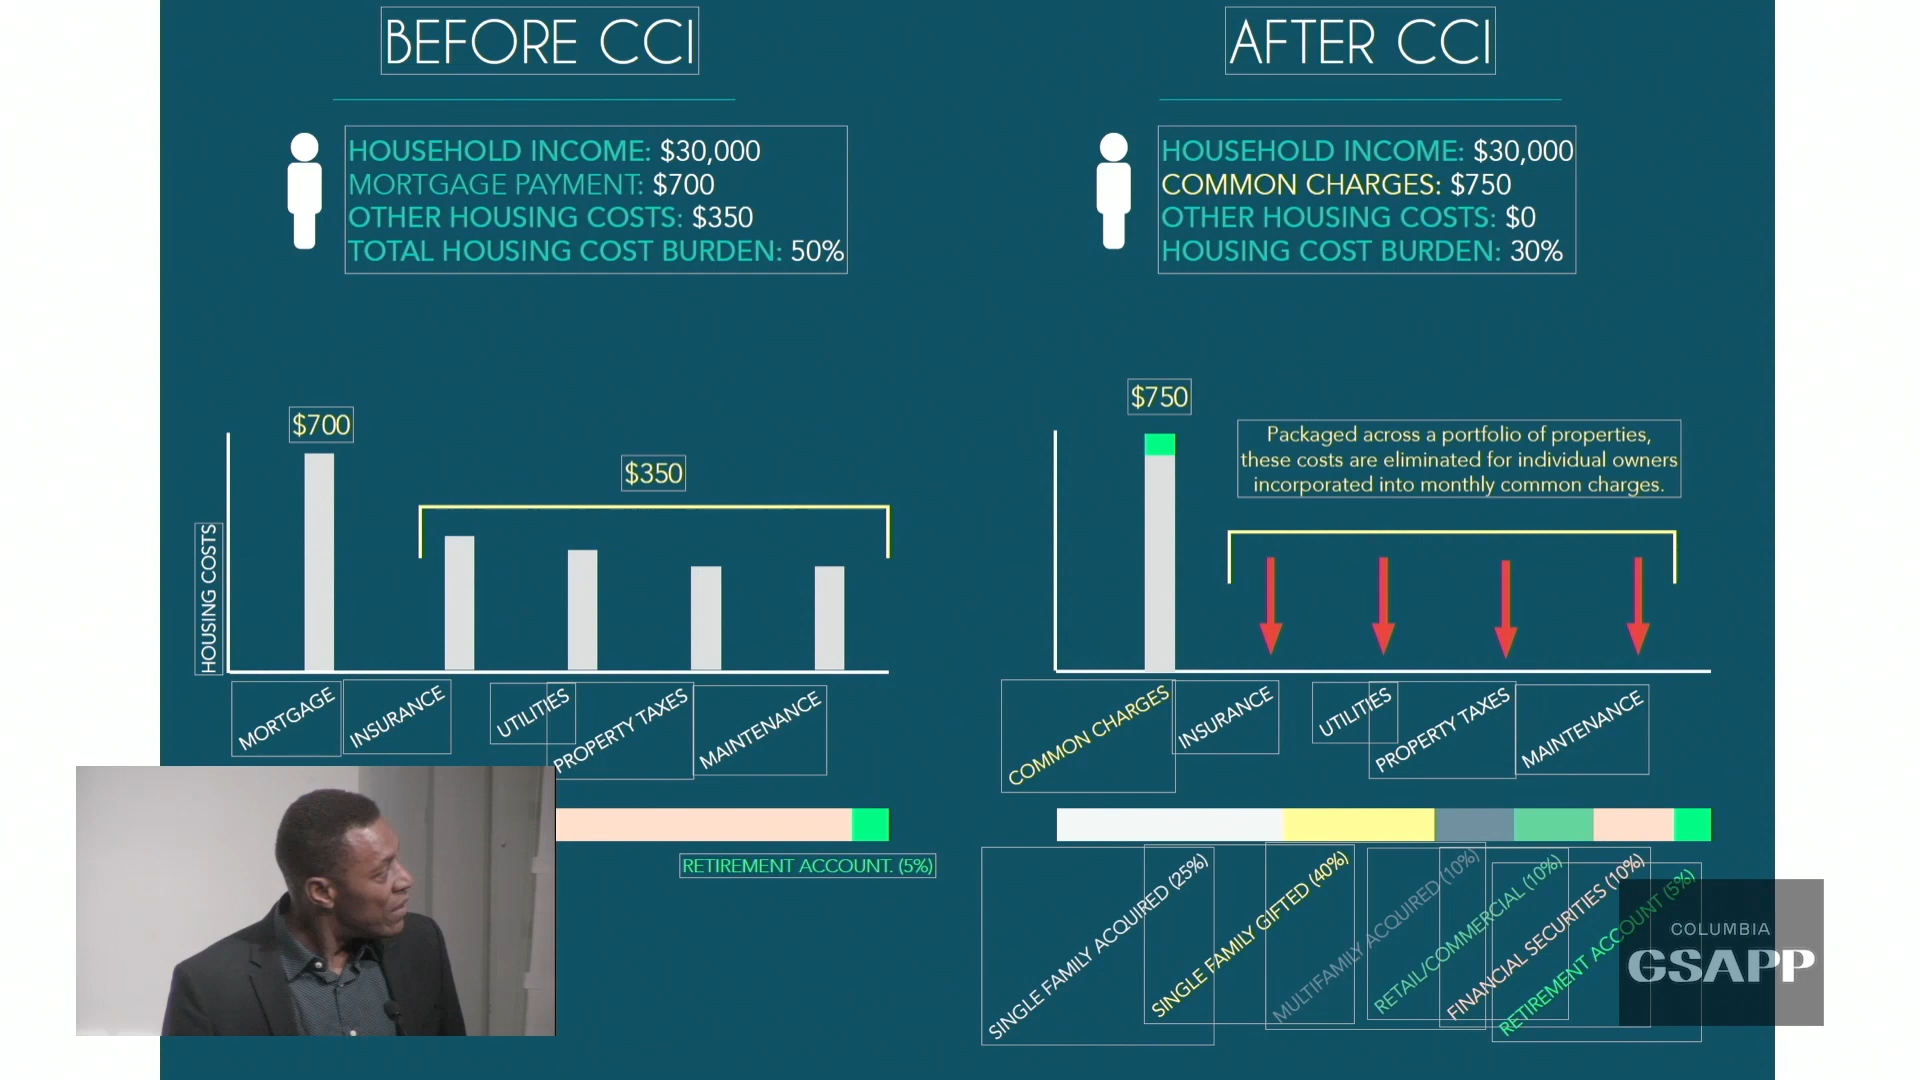 BEFORE CCI
HOUSEHOLD INCOME: $30,000
MORTGAGE PAYMENT: $700
OTHER HOUSING COSTS: $350
TOTAL HOUSING COST BURDEN: 50%
$700
$350
HOUSING COSTS
MORTGAGE
INSURANCE
UTILITIES
PROPERTY TAXES
MAINTENANCE
RETIREMENT ACCOUNT. (5%)
AFTER CCI
HOUSEHOLD INCOME: $30,000
COMMON CHARGES: $750
OTHER HOUSING COSTS: $0
HOUSING COST BURDEN: 30%
$750
Packaged across a portfolio of properties,
these costs are eliminated for individual owners
incorporated into monthly common charges.
COMMON CHARGES
INSURANCE
UTILITIES
PROPERTY TAXES
MAINTENANCE
SINGLE FAMILY ACQUIRED (25%)
SINGLE FAMILY GIFTED (40%)
MULTIFAMILY ACQUIRED (10%)
RETAIL/COMMERCIAL (10%)
FINANCIAL SECURITIES (10%)
RETIREMENT ACCOUNT (5%)
COLUMBIA
GSAPP